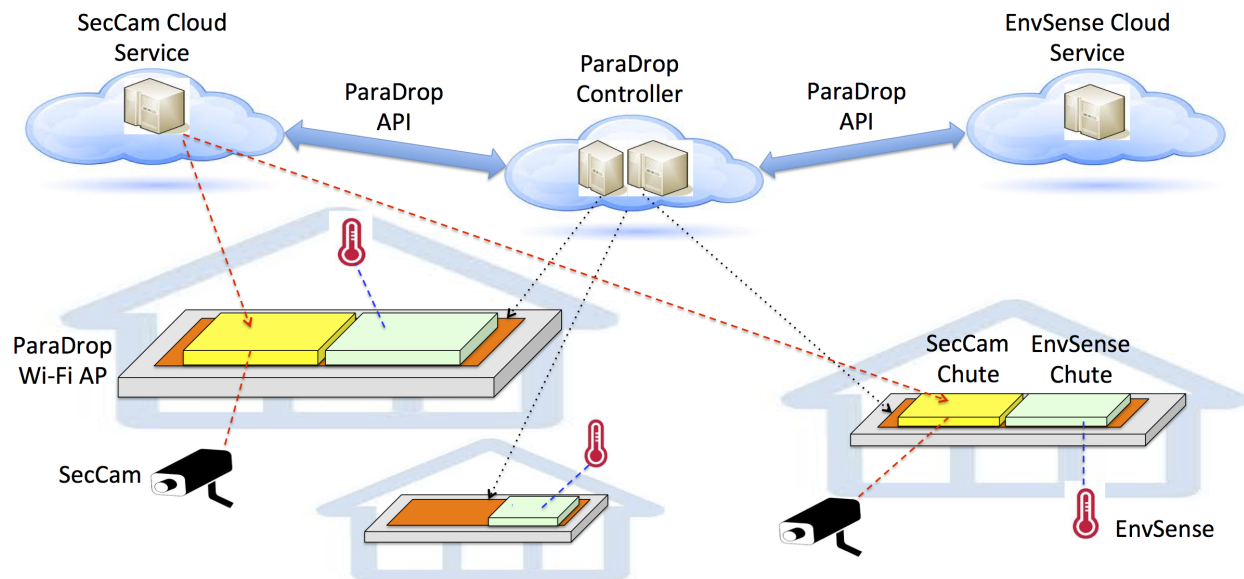 SecCam Cloud
Service
ParaDrop
API
ParaDrop
Controller
ParaDrop
API
EnvSense Cloud
Service
ParaDrop
Wi-Fi AP
SecCam
Chute
EnvSense
Chute
SecCam
EnvSense